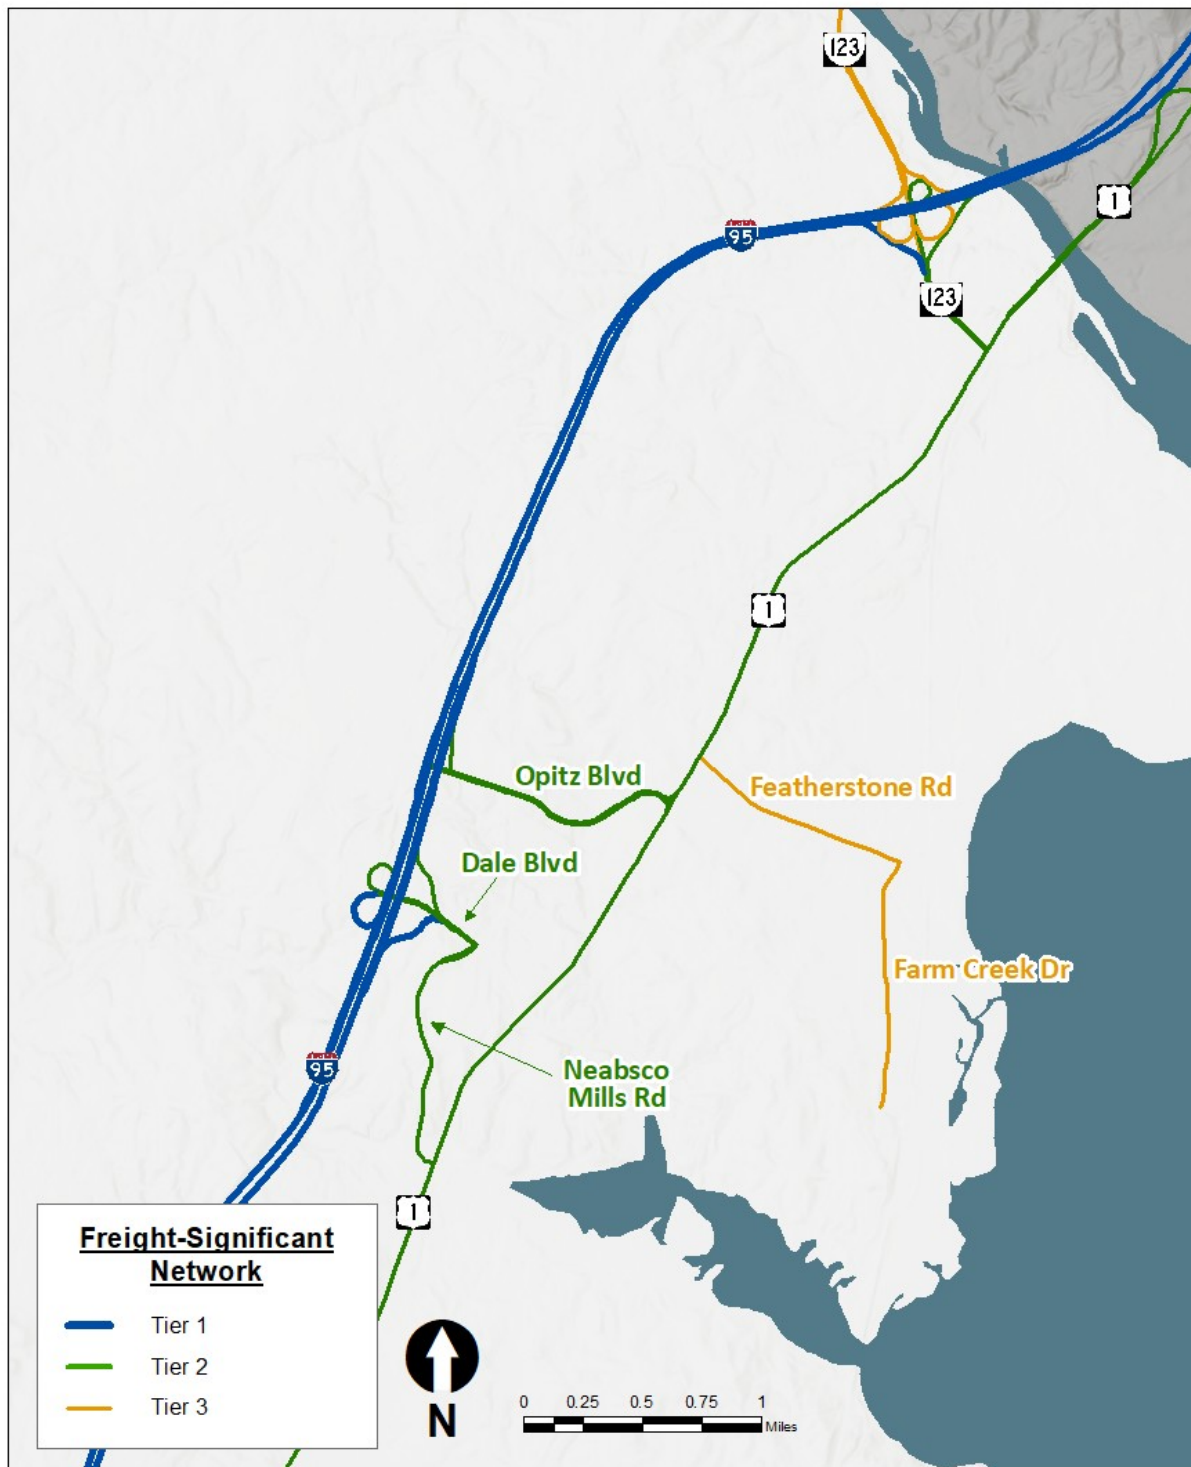 123
1
95
123
1
Opitz Blvd
Featherstone Rd
Dale Blvd
Farm Creek Dr
95
Neabsco
Mills Rd
1
Freight-Significant
Network
Tier 1
Tier 2
Tier 3
N
0 0.25 0.5 0.75 1
Miles